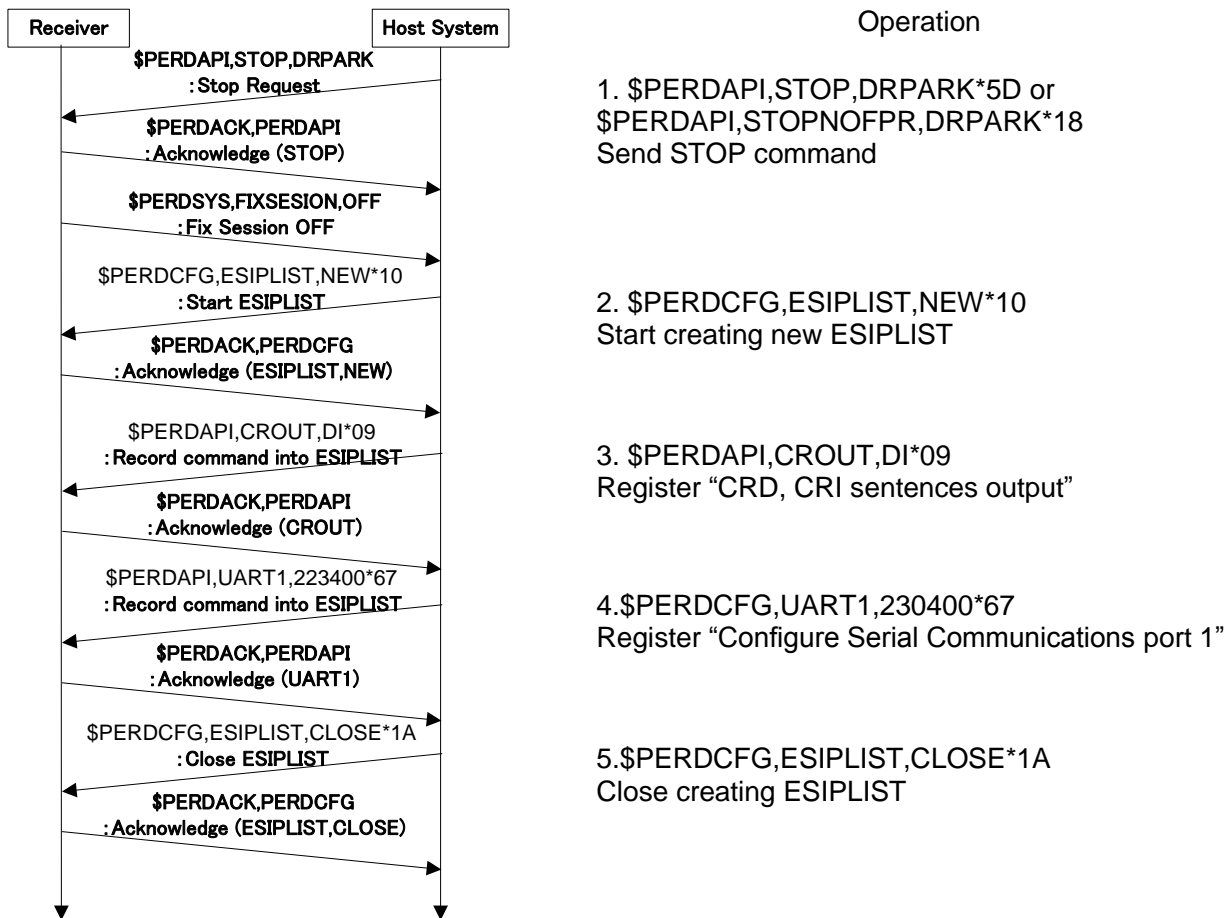 Receiver
Host System
Operation
$PERDAPI,STOP,DRPARK
:Stop Request
$PERDACK,PERDAPI
:Acknowledge (STOP)
$PERDSYS,FIXSESION,OFF
:Fix Session OFF
$PERDCFG,ESIPLIST,NEW*10
:Start ESIPLIST
$PERDACK,PERDCFG
:Acknowledge (ESIPLIST,NEW)
$PERDAPI,CROUT,DI*09
:Record command into ESIPLIST
$PERDACK,PERDAPI
:Acknowledge (CROUT)
$PERDAPI,UART1,223400*67
:Record command into ESIPLIST
$PERDACK,PERDAPI
:Acknowledge (UART1)
$PERDCFG,ESIPLIST,CLOSE*1A
:Close ESIPLIST
$PERDACK,PERDCFG
:Acknowledge (ESIPLIST,CLOSE)
1. $PERDAPI,STOP,DRPARK*5D or
$PERDAPI,STOPNOFPR,DRPARK*18
Send STOP command
2. $PERDCFG,ESIPLIST,NEW*10
Start creating new ESIPLIST
3. $PERDAPI,CROUT,DI*09
Register “CRD, CRI sentences output”
4.$PERDCFG,UART1,230400*67
Register “Configure Serial Communications port 1”
5.$PERDCFG,ESIPLIST,CLOSE*1A
Close creating ESIPLIST